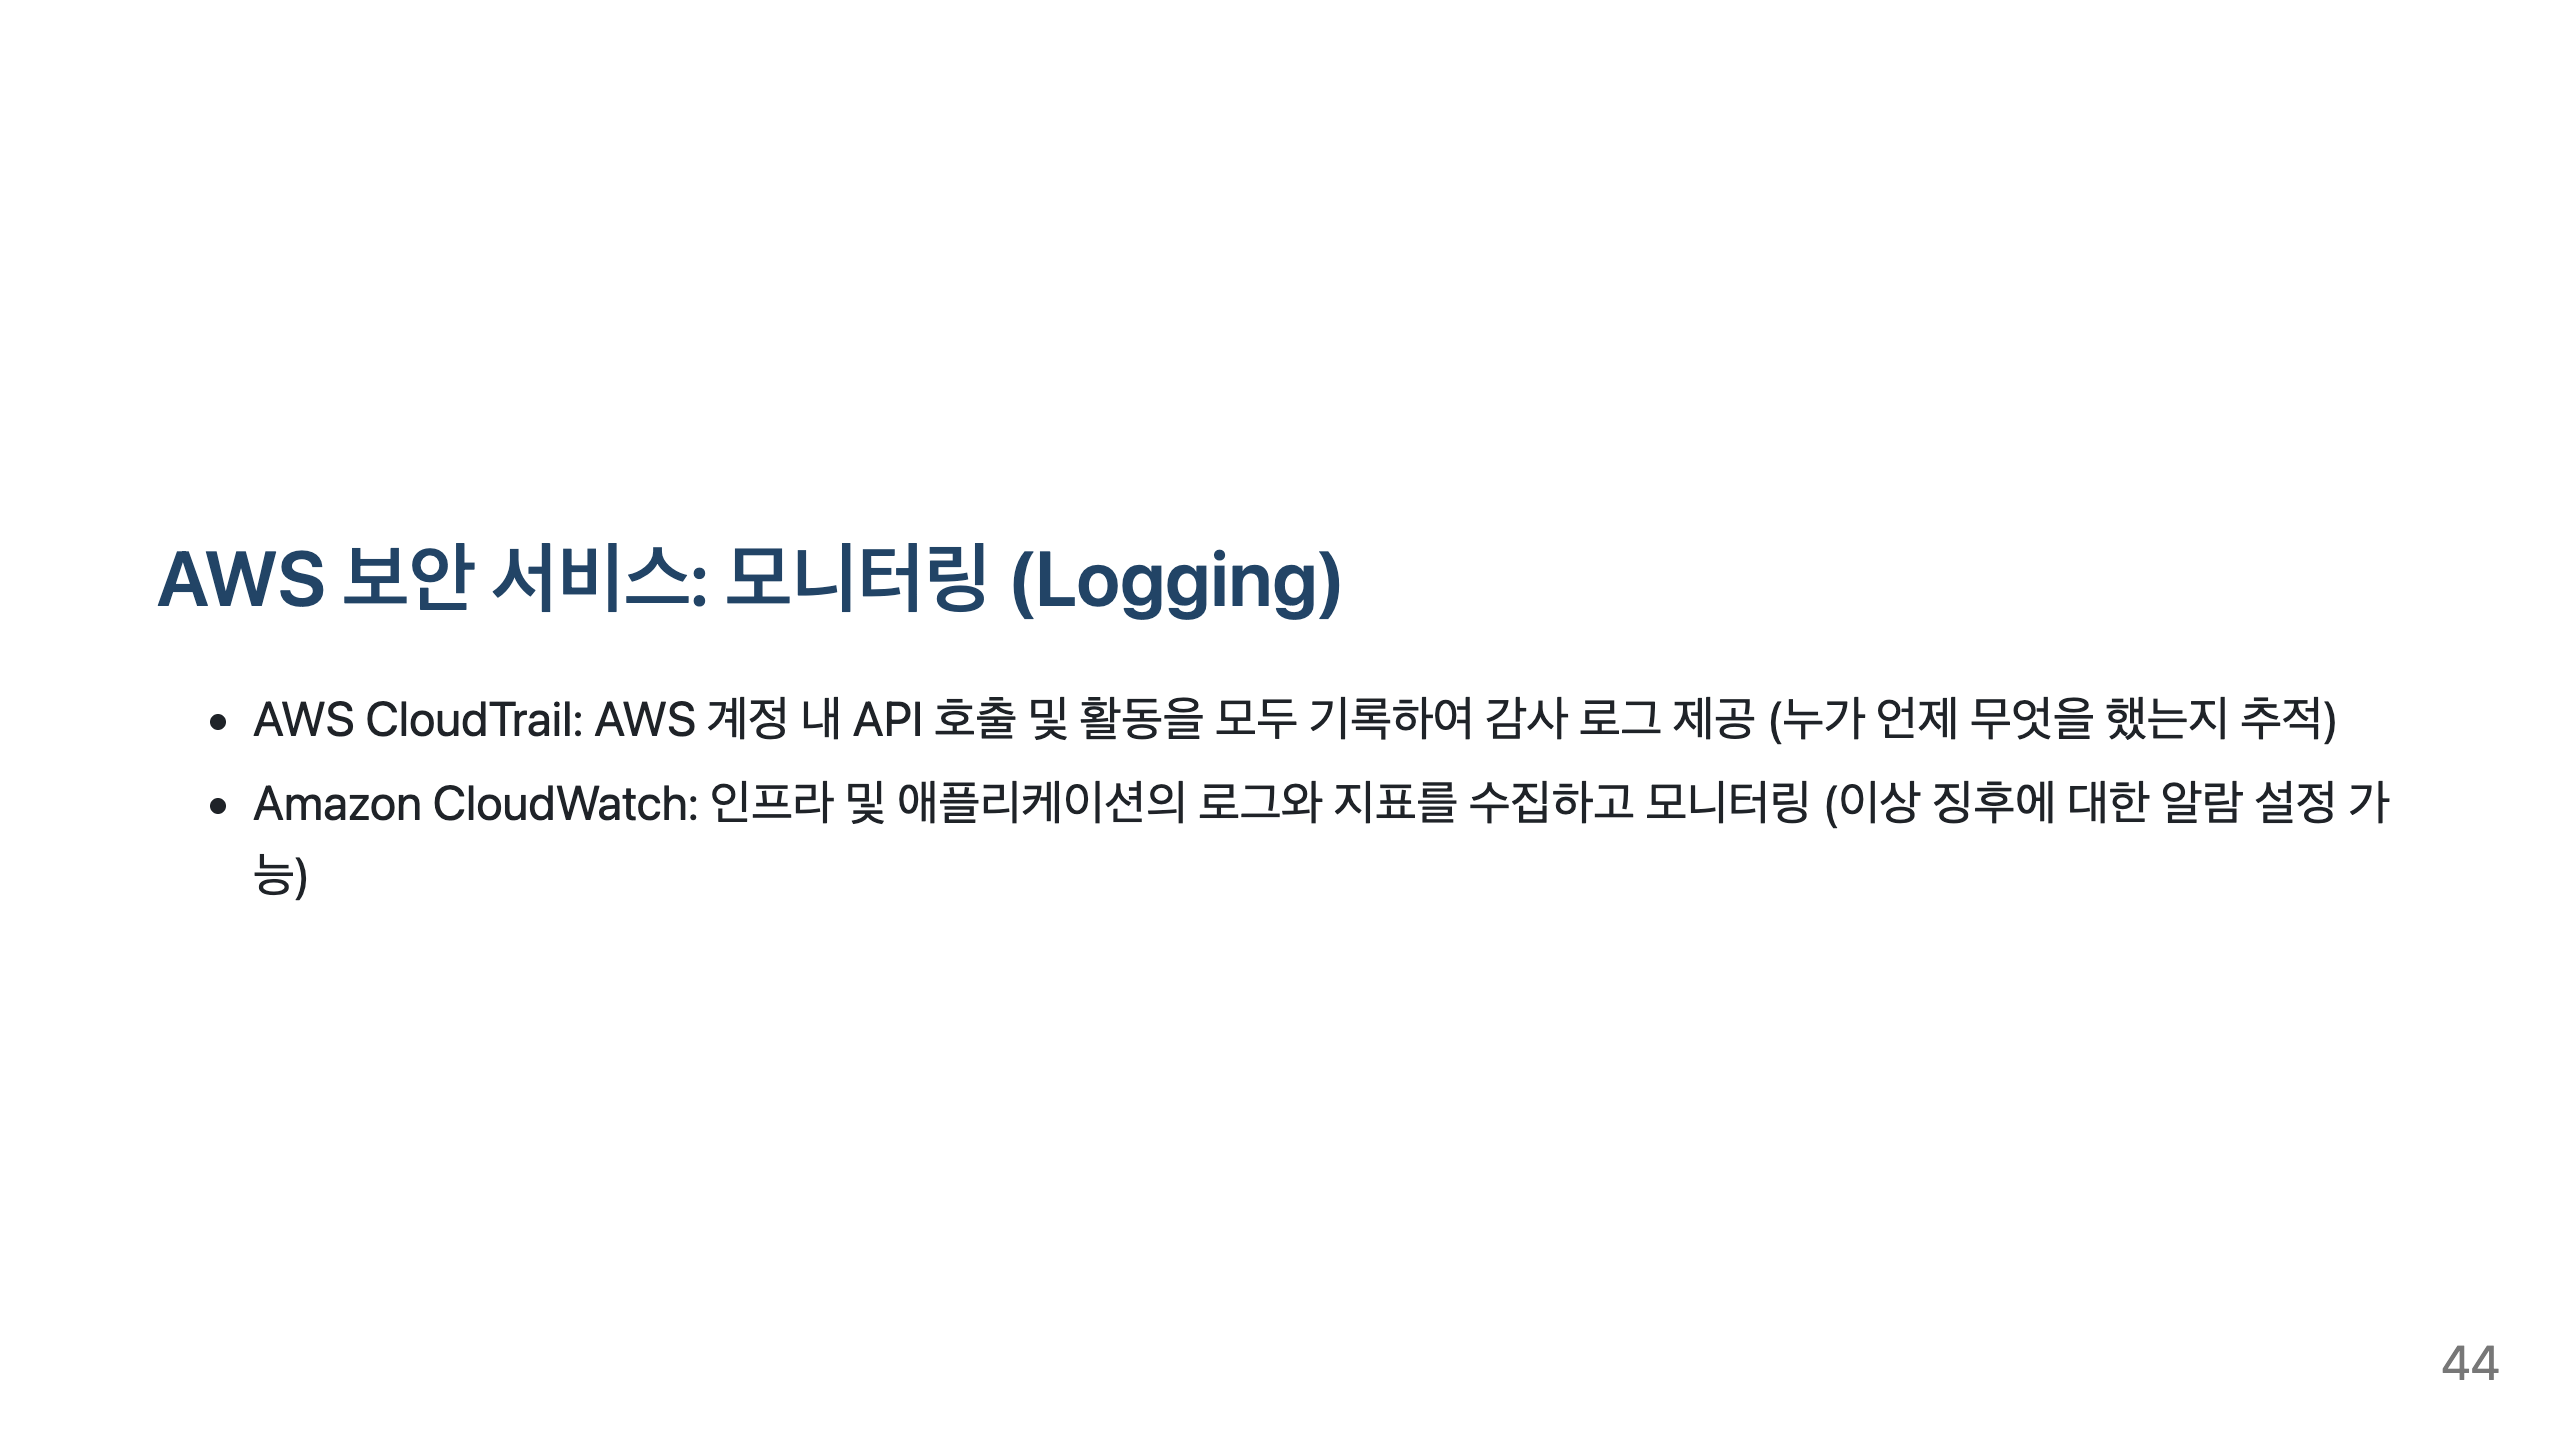 AWS 보안 서비스: 모니터링 (Logging)
• AWS CloudTrail: AWS 계정 내 API 호출 및 활동을 모두 기록하여 감사 로그 제공 (누가 언제 무엇을 했는지 추적)
• Amazon CloudWatch: 인프라 및 애플리케이션의 로그와 지표를 수집하고 모니터링 (이상 징후에 대한 알람 설정 가
능)
44